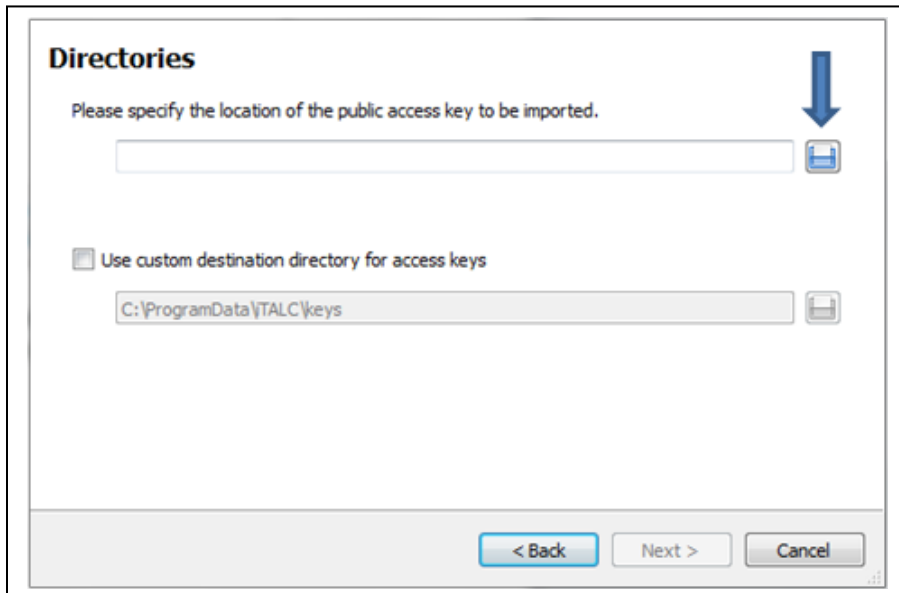 Directories
Please specify the location of the public access key to be imported.
Use custom destination directory for access keys
C:\ProgramData\iTALC\keys
< Back Next > Cancel